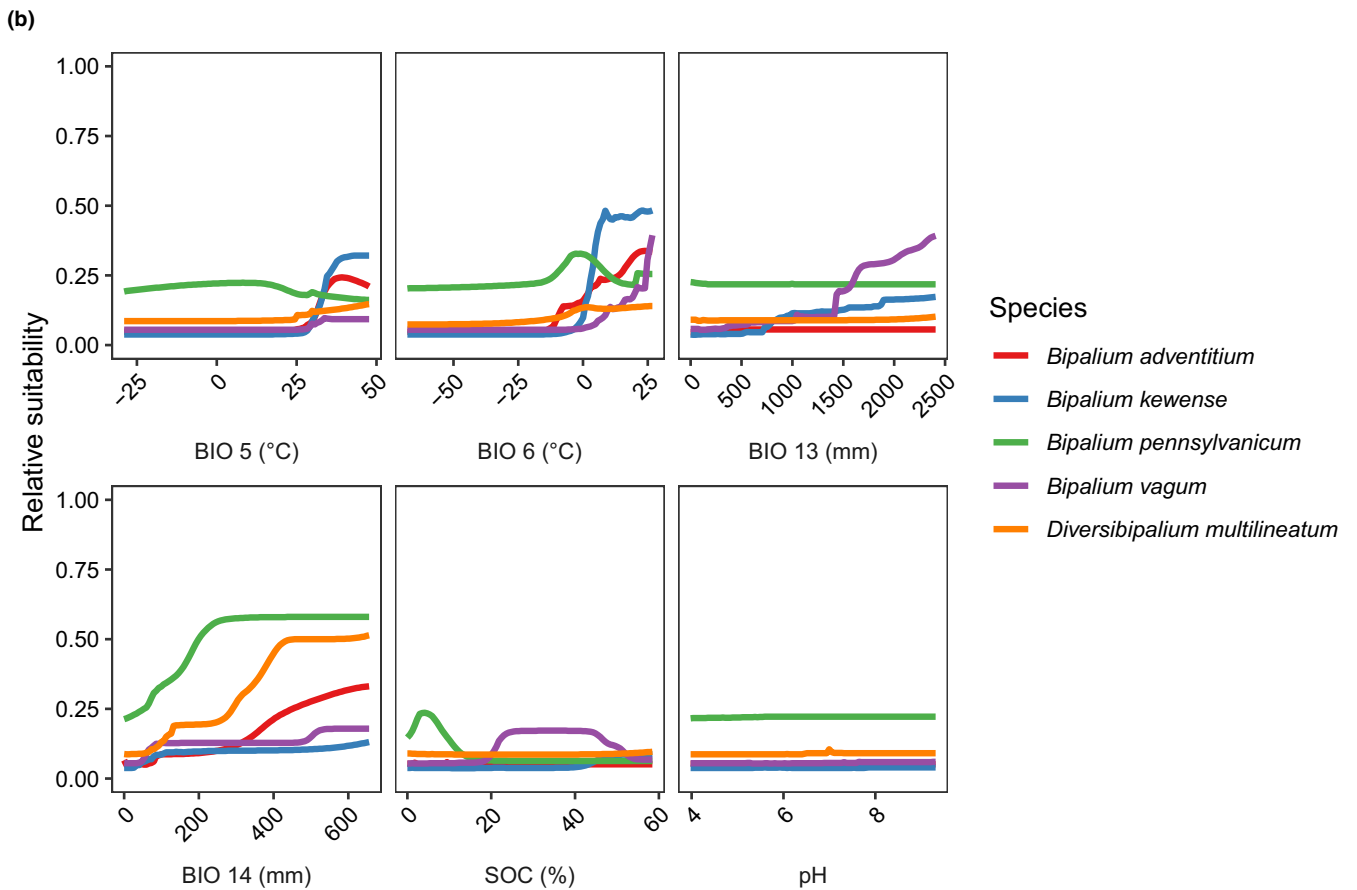 (b)
Relative suitability
1.00
0.75
0.50
0.25
0.00
−25
0
25
50
BIO 5 (°C)
−50
−25
0
25
BIO 6 (°C)
0
500
1000
1500
2000
2500
BIO 13 (mm)
1.00
0.75
0.50
0.25
0.00
0
200
400
600
BIO 14 (mm)
0
20
40
60
SOC (%)
4
6
8
pH
Species
Bipalium adventitium
Bipalium kewense
Bipalium pennsylvanicum
Bipalium vagum
Diversibipalium multilineatum